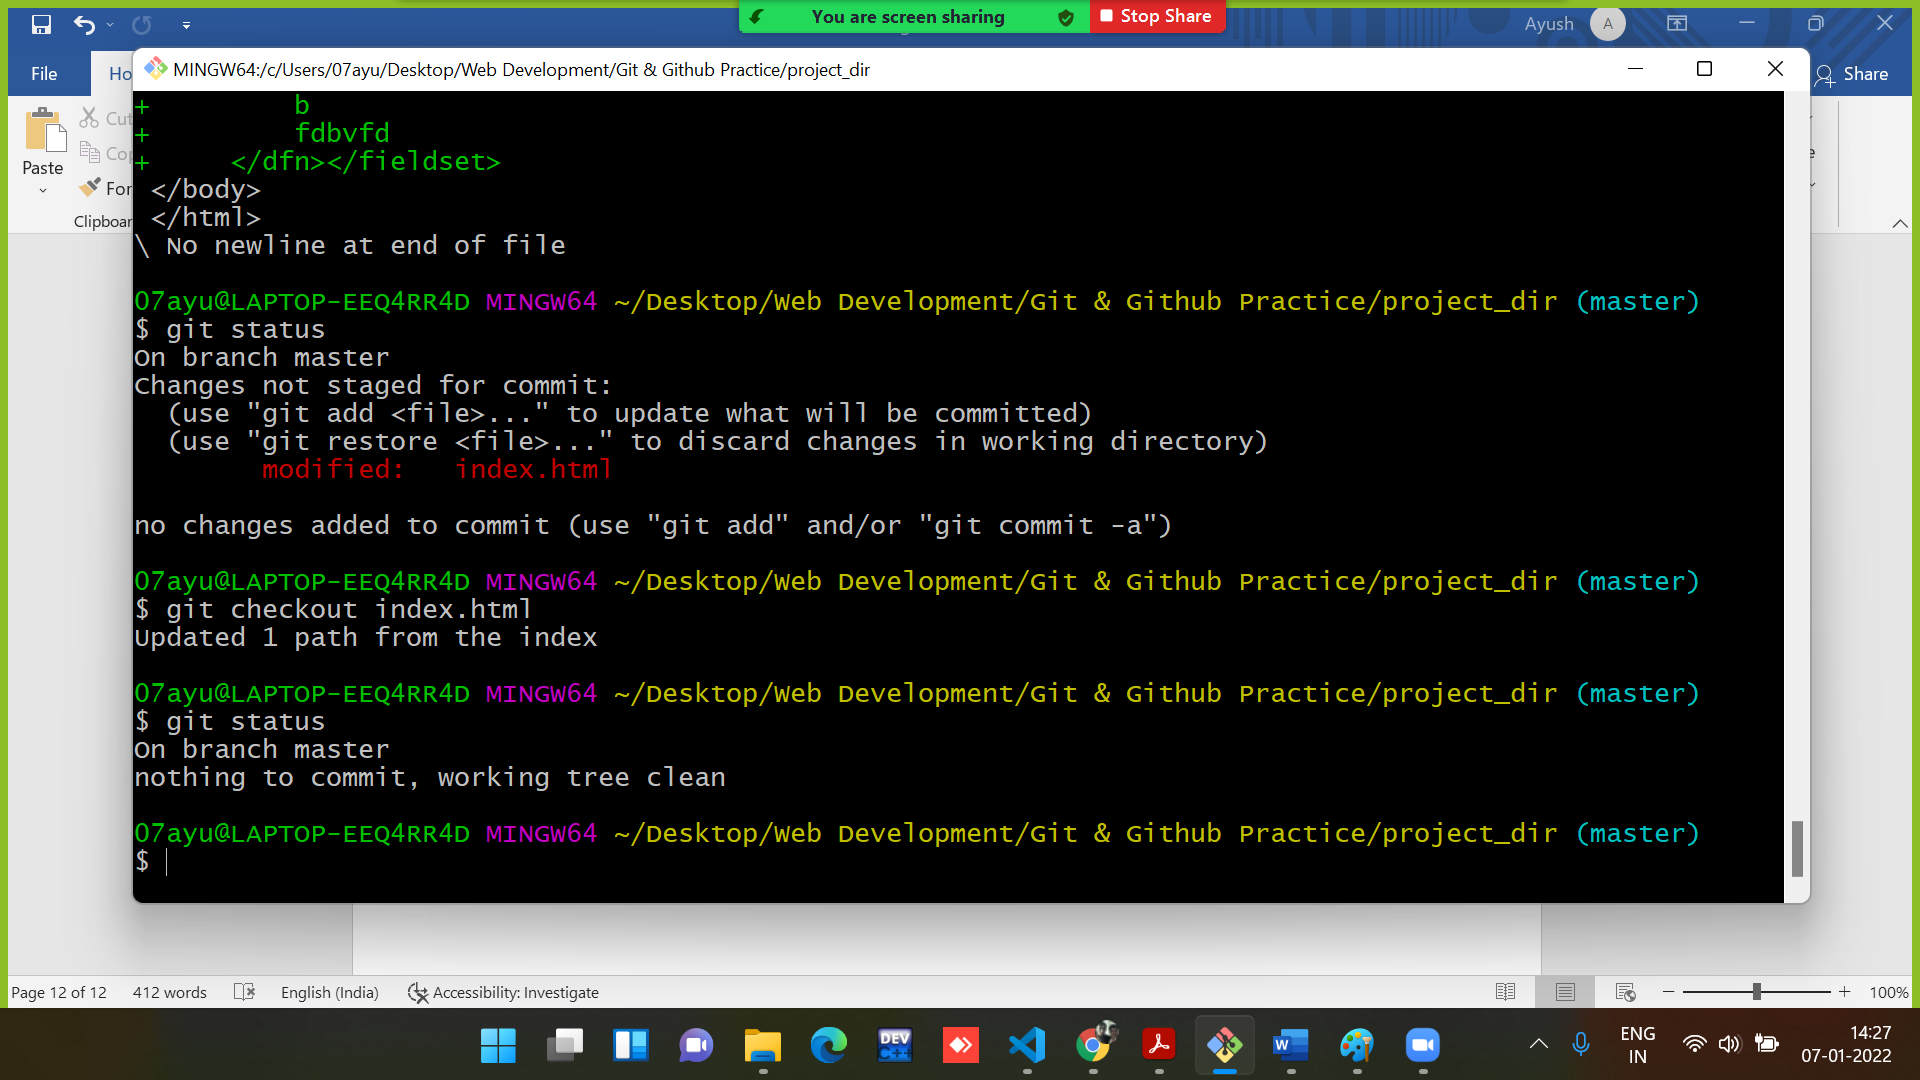 You are screen sharing
Stop Share
Ayush
A
File
Share
MINGW64:/c/Users/07ayu/Desktop/Web Development/Git & Github Practice/project_dir
Paste
Clipboar
+         b
+         fdbvfd
+     </dfn></fieldset>
</body>
</html>
\ No newline at end of file
07ayu@LAPTOP-EEQ4RR4D MINGW64 ~/Desktop/Web Development/Git & Github Practice/project_dir (master)
$ git status
On branch master
Changes not staged for commit:
(use "git add <file>..." to update what will be committed)
(use "git restore <file>..." to discard changes in working directory)
modified:   index.html
no changes added to commit (use "git add" and/or "git commit -a")
07ayu@LAPTOP-EEQ4RR4D MINGW64 ~/Desktop/Web Development/Git & Github Practice/project_dir (master)
$ git checkout index.html
Updated 1 path from the index
07ayu@LAPTOP-EEQ4RR4D MINGW64 ~/Desktop/Web Development/Git & Github Practice/project_dir (master)
$ git status
On branch master
nothing to commit, working tree clean
07ayu@LAPTOP-EEQ4RR4D MINGW64 ~/Desktop/Web Development/Git & Github Practice/project_dir (master)
$
Page 12 of 12
412 words
English (India)
Accessibility: Investigate
100%
DEV
C++
W
ENG
IN
14:27
07-01-2022